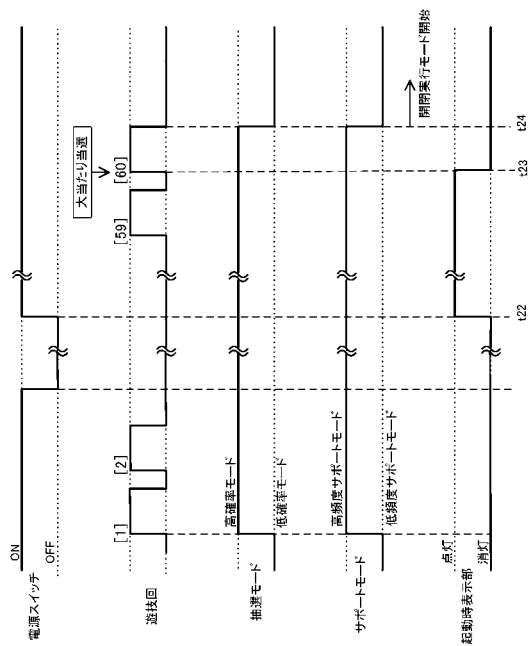 電源スイッチ
ON
OFF
遊技回
[1]
[2]
[59]
[60]
大当たり当選
抽選モード
高確率モード
低確率モード
サポートモード
高頻度サポートモード
低頻度サポートモード
開閉実行モード開始
起動時表示部
点灯
消灯
t22
t23
t24